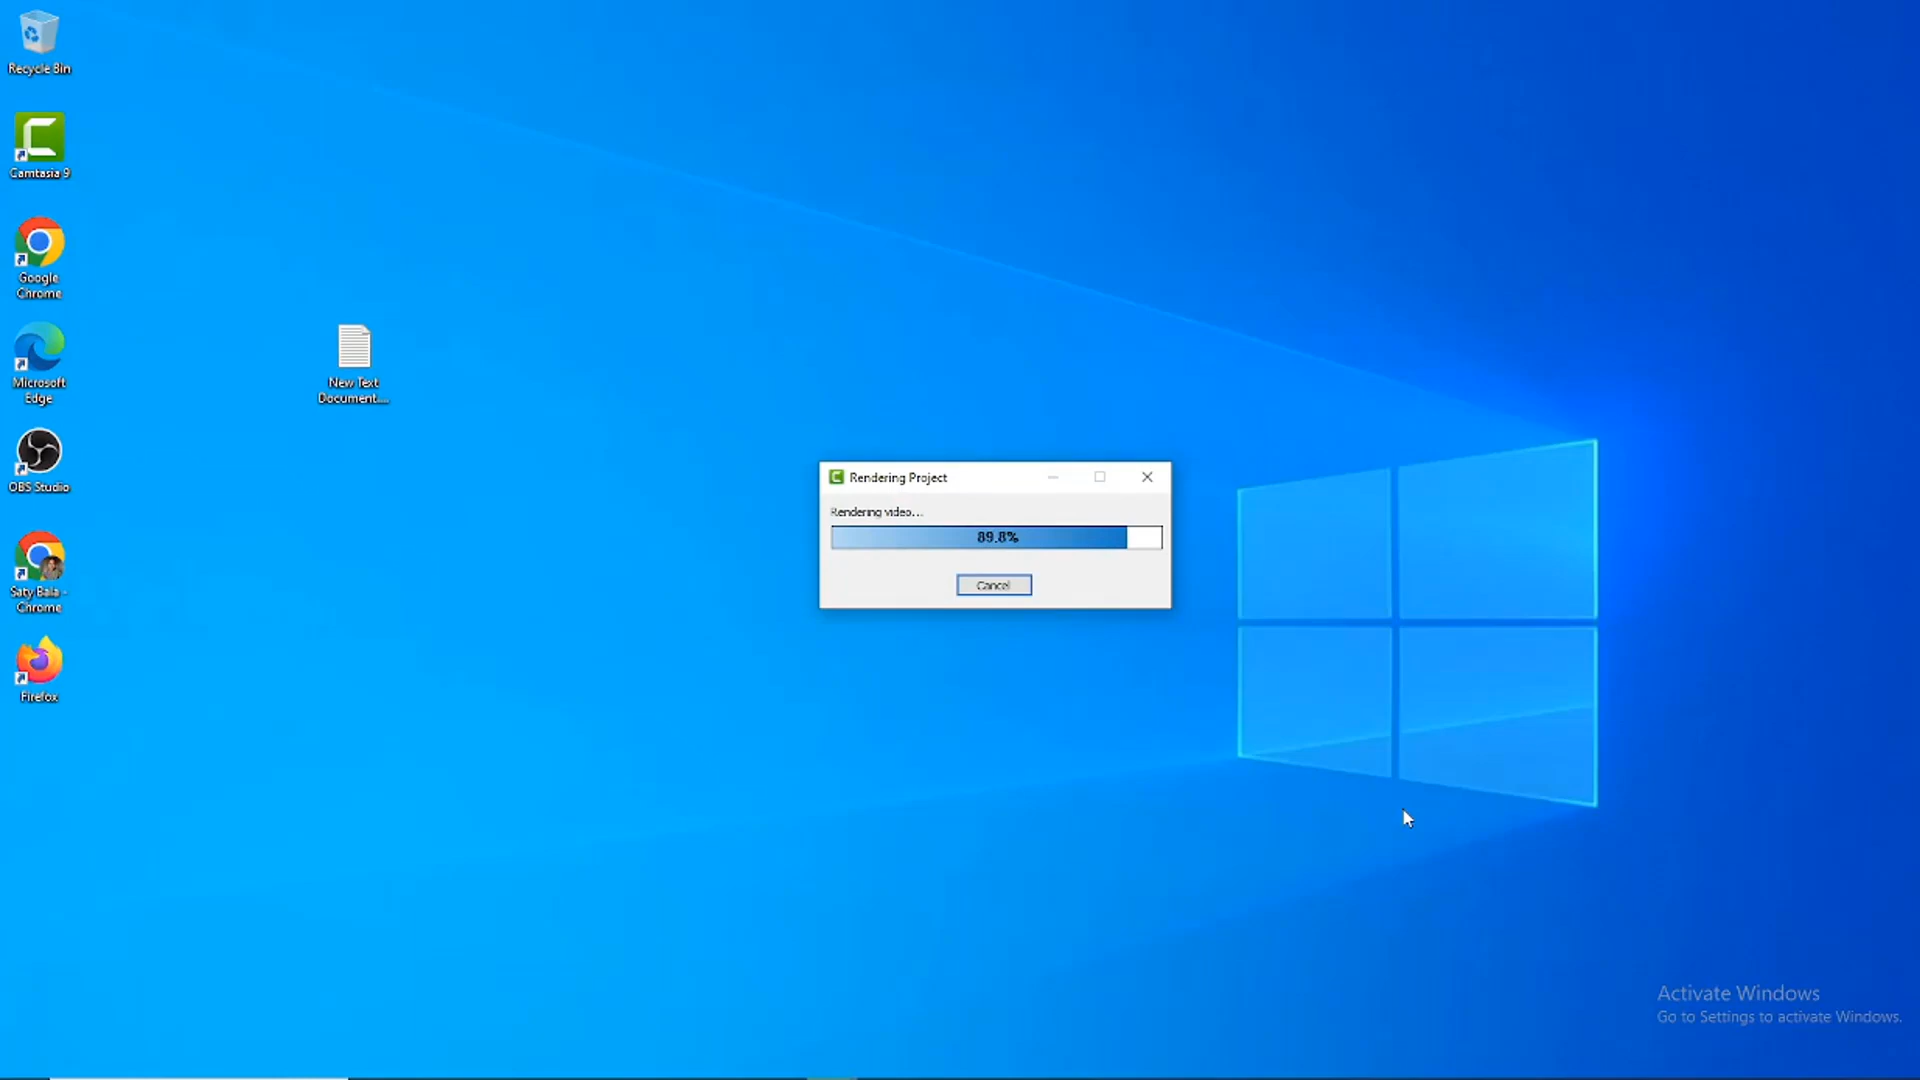 Recycle Bin
Camtasia 9
Google
Chrome
Microsoft
Edge
OBS Studio
Saty Bala -
Chrome
Firefox
New Text
Document....
Rendering Project
Rendering video...
89.8%
Cancel
Activate Windows
Go to Settings to activate Windows.